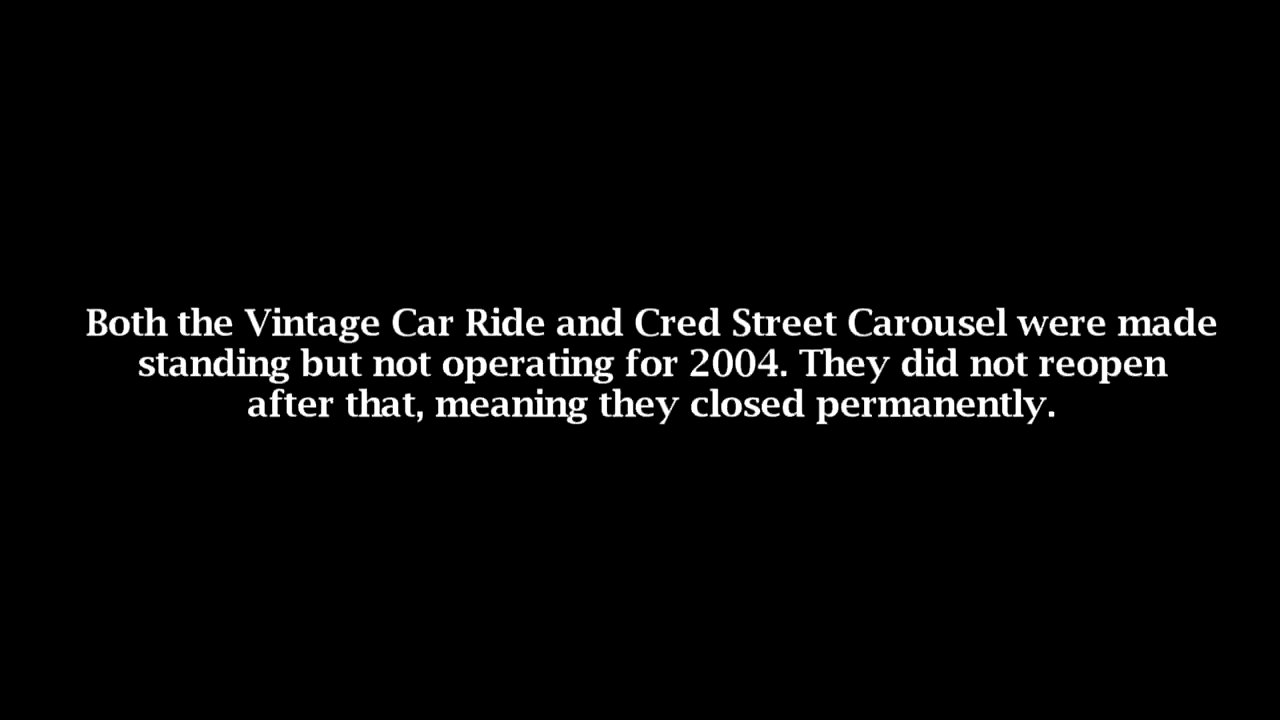 Both the Vintage Car Ride and Cred Street Carousel were made
standing but not operating for 2004. They did not reopen
after that, meaning they closed permanently.